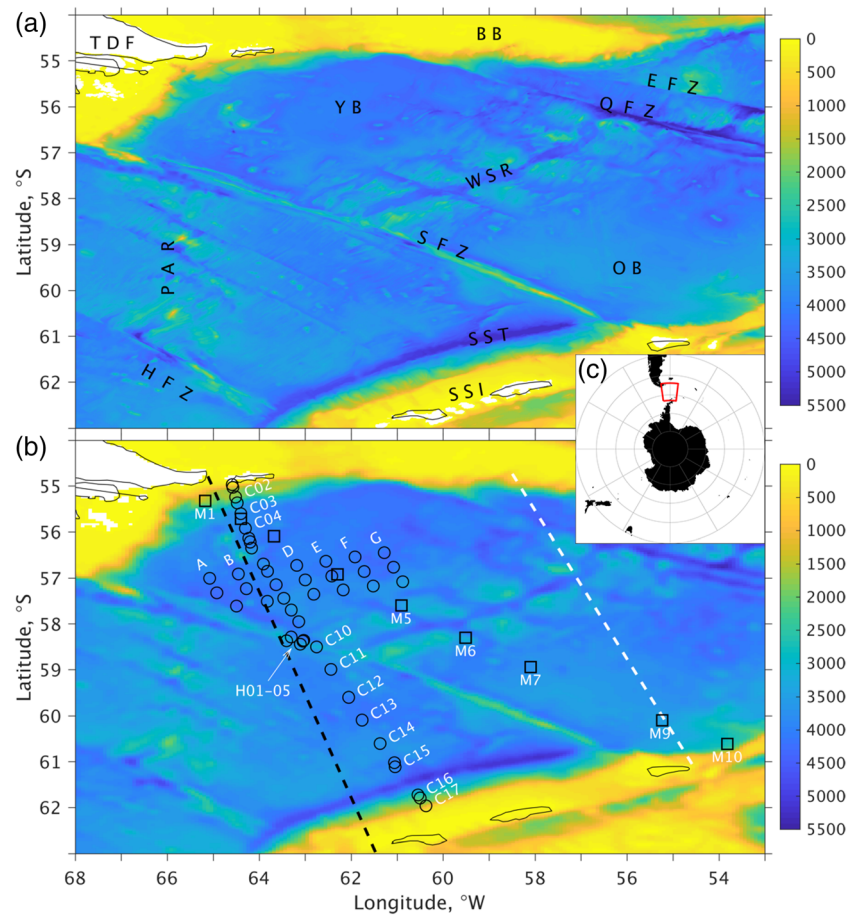 (a)
T D F
B B
E F Z
Q F Z
Y B
W S R
S F Z
P A R
O B
S S T
H F Z
S S I
Latitude, °S
55
56
57
58
59
60
61
62
0
500
1000
1500
2000
2500
3000
3500
4000
4500
5000
5500
(c)
(b)
C02
C03
C04
M1
A
B
D
E
F
G
M5
C10
M6
C11
M7
H01-05
C12
C13
M9
C14
M10
C15
C16
C17
Latitude, °S
55
56
57
58
59
60
61
62
68
66
64
62
60
58
56
54
Longitude, °W
0
500
1000
1500
2000
2500
3000
3500
4000
4500
5000
5500